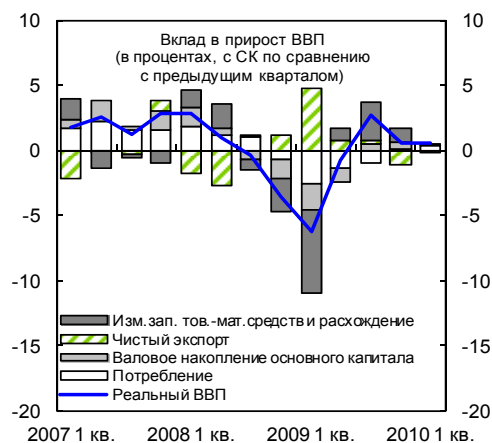 10
10
Вклад в прирост ВВП
(в процентах, с СК по сравнению
с предыдущим кварталом)
5
5
0
0
-5
-5
-10
-10
Изм.зап. тов.-мат.средств и расхождение
Чистый экспорт
Валовое накопление основного капитала
-15
-15
Потребление
Реальный ВВП
-20
-20
2007 1 кв.
2008 1 кв.
2009 1 кв.
2010 1 кв.